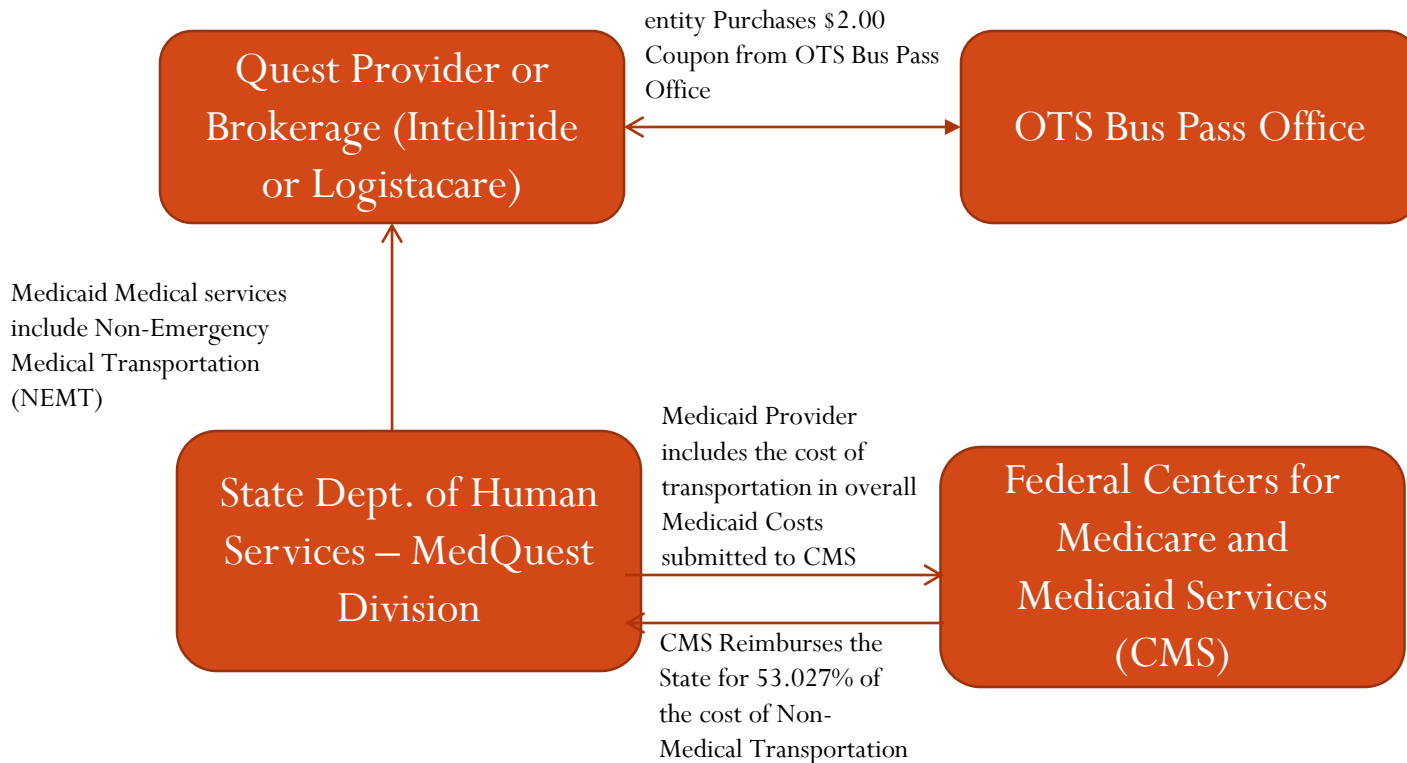 entity Purchases $2.00
Coupon from OTS Bus Pass
Office
Quest Provider or
Brokerage (Intelliride
or Logistacare)
OTS Bus Pass Office
Medicaid Medical services
include Non-Emergency
Medical Transportation
(NEMT)
State Dept. of Human
Services – MedQuest
Division
Medicaid Provider
includes the cost of
transportation in overall
Medicaid Costs
submitted to CMS
Federal Centers for
Medicare and
Medicaid Services
(CMS)
CMS Reimburses the
State for 53.027% of
the cost of Non-
Medical Transportation